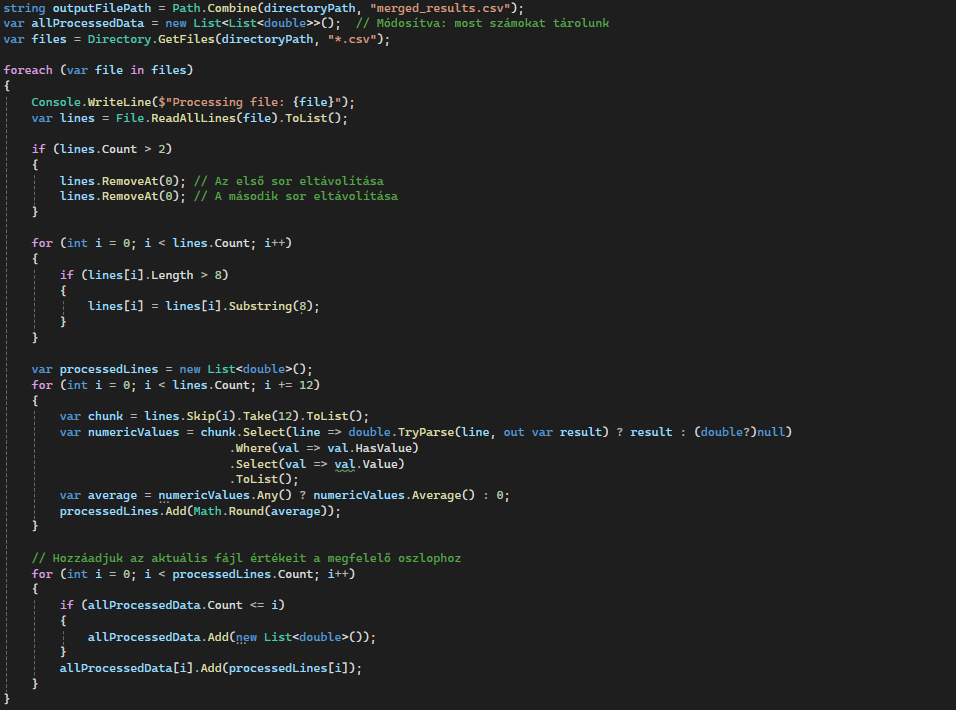 string outputFilePath = Path.Combine(directoryPath, "merged_results.csv");
var allProcessedData = new List<List<double>>();  // Módosítva: most számokat tárolunk
var files = Directory.GetFiles(directoryPath, "*.csv");

foreach (var file in files)
{
    Console.WriteLine($"Processing file: {file}");
    var lines = File.ReadAllLines(file).ToList();

    if (lines.Count > 2)
    {
        lines.RemoveAt(0); // Az első sor eltávolítása
        lines.RemoveAt(0); // A második sor eltávolítása
    }

    for (int i = 0; i < lines.Count; i++)
    {
        if (lines[i].Length > 8)
        {
            lines[i] = lines[i].Substring(8);
        }
    }

    var processedLines = new List<double>();
    for (int i = 0; i < lines.Count; i += 12)
    {
        var chunk = lines.Skip(i).Take(12).ToList();
        var numericValues = chunk.Select(line => double.TryParse(line, out var result) ? result : (double?)null)
                                .Where(val => val.HasValue)
                                .Select(val => val.Value)
                                .ToList();
        var average = numericValues.Any() ? numericValues.Average() : 0;
        processedLines.Add(Math.Round(average));
    }

    // Hozzáadjuk az aktuális fájl értékeit a megfelelő oszlophoz
    for (int i = 0; i < processedLines.Count; i++)
    {
        if (allProcessedData.Count <= i)
        {
            allProcessedData.Add(new List<double>());
        }
        allProcessedData[i].Add(processedLines[i]);
    }
}